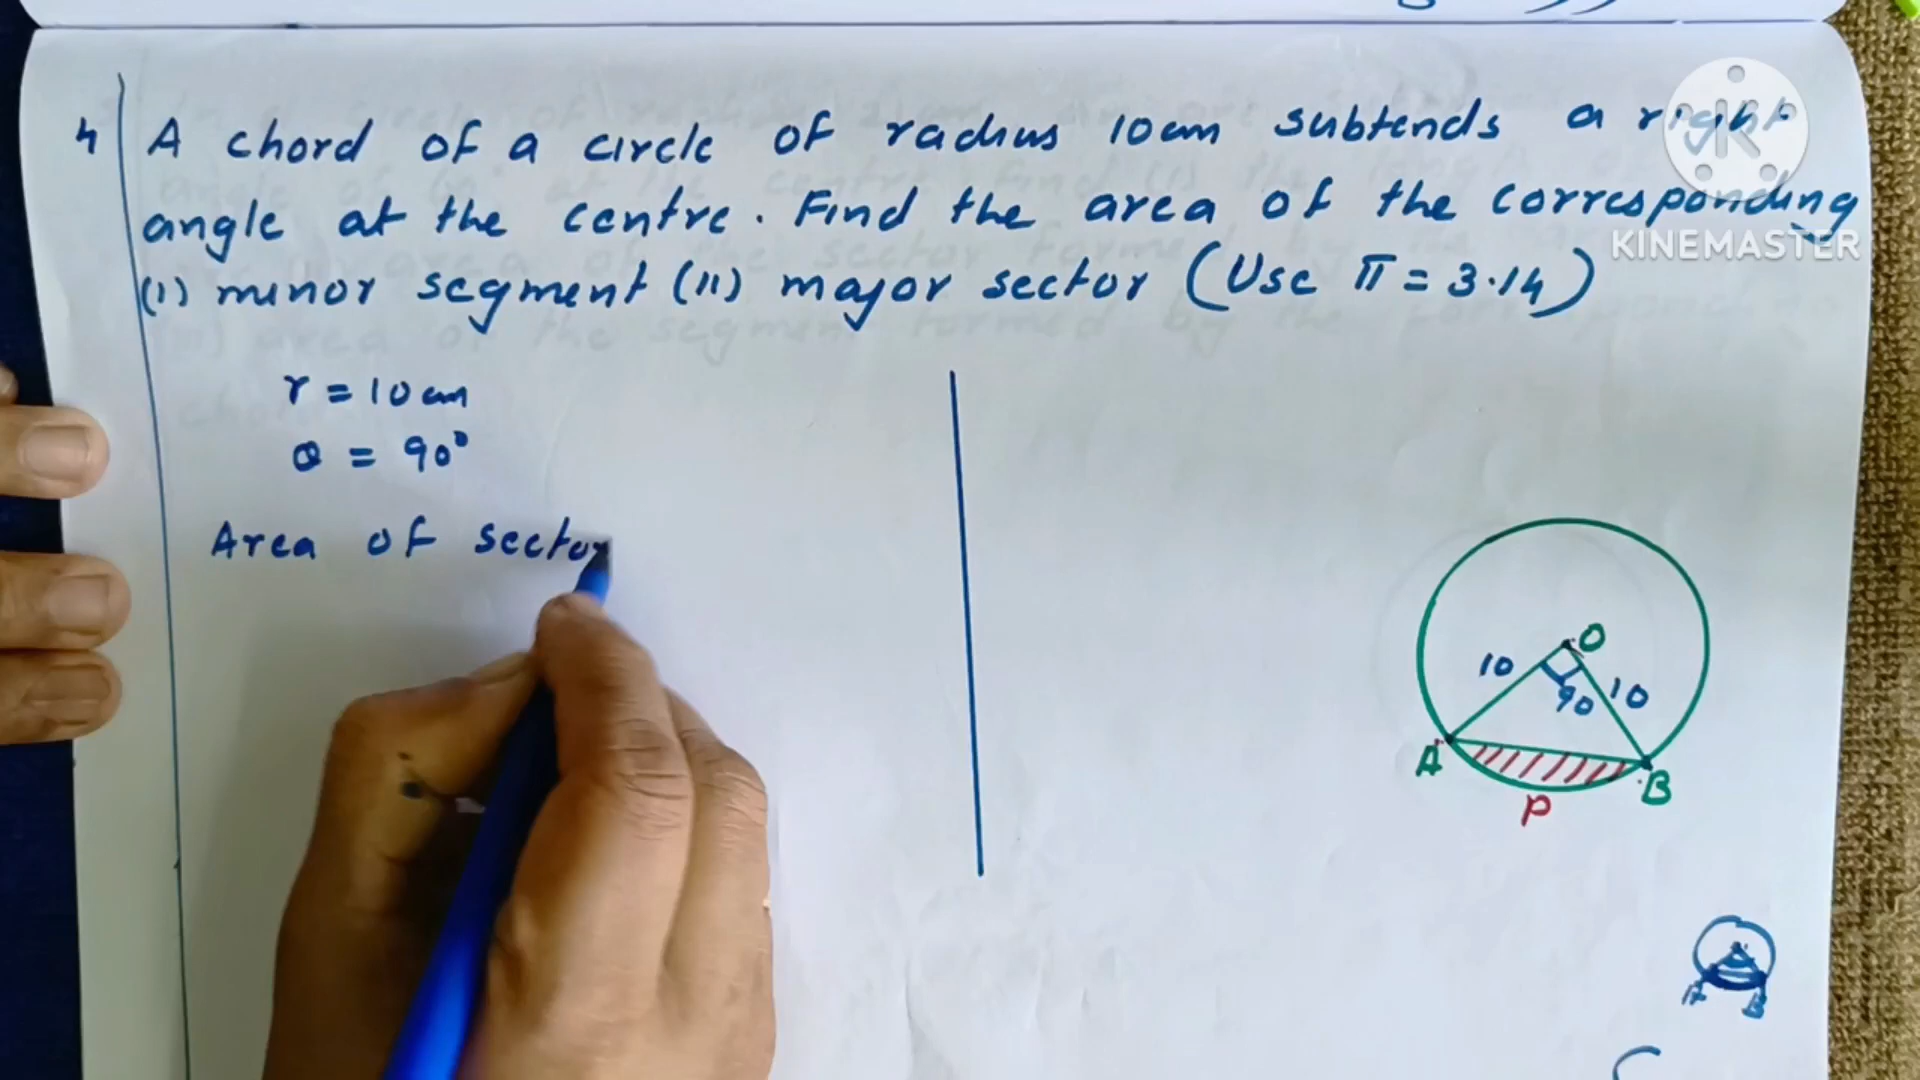 4 A chord of a circle of radius 10cm subtends a right
angle at the centre. Find the area of the corresponding
(i) minor segment (ii) major sector (Use π = 3.14)
KINEMASTER
r = 10cm
θ = 90°
Area of sector
O
10 90 10
A B
P
A B